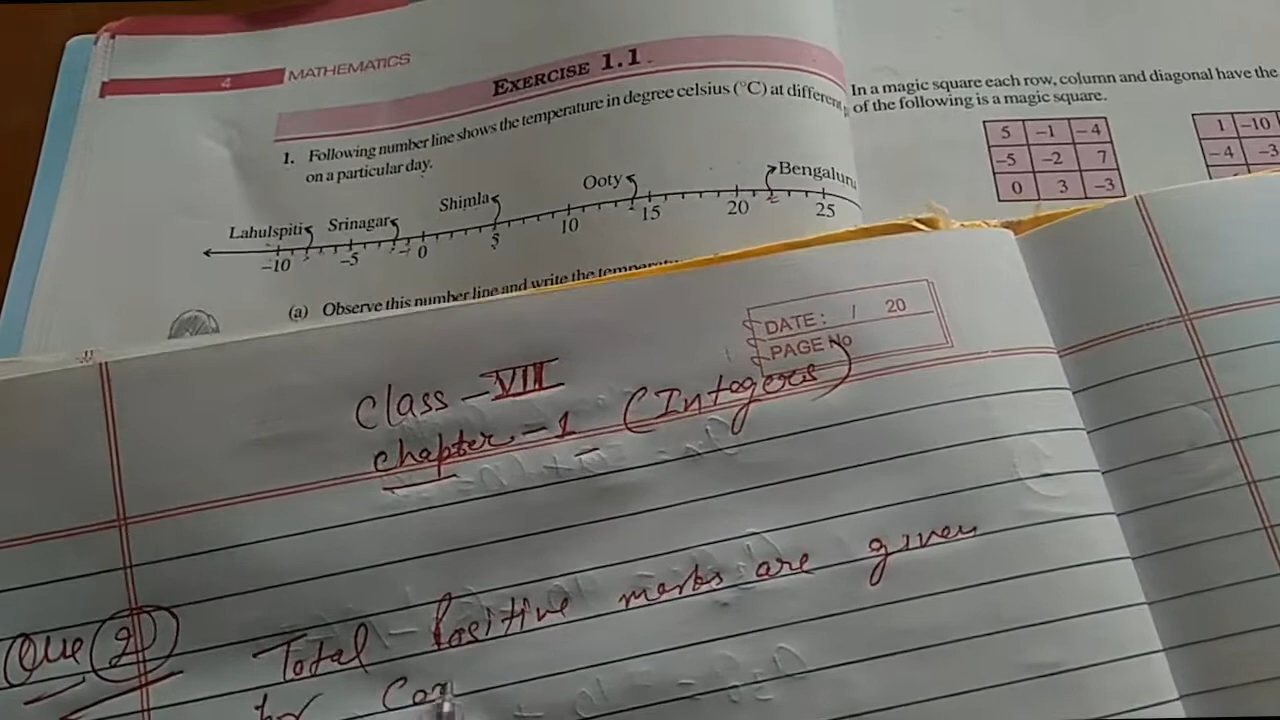 4 MATHEMATICS
EXERCISE 1.1
1. Following number line shows the temperature in degree celsius (°C) at different
on a particular day.
Lahulspiti Srinagar Shimla Ooty Bengaluru
-10 -5 0 5 10 15 20 25
(a) Observe this number line and write the
In a magic square each row, column and diagonal have the
of the following is a magic square.
5 -1 -4
-5 -2 7
0 3 -3
1 -10
-4 -3
DATE: / 20
PAGE No
Class - VII
Chapter - 1 (Integers)
Que 2 Total Positive marks are given
for